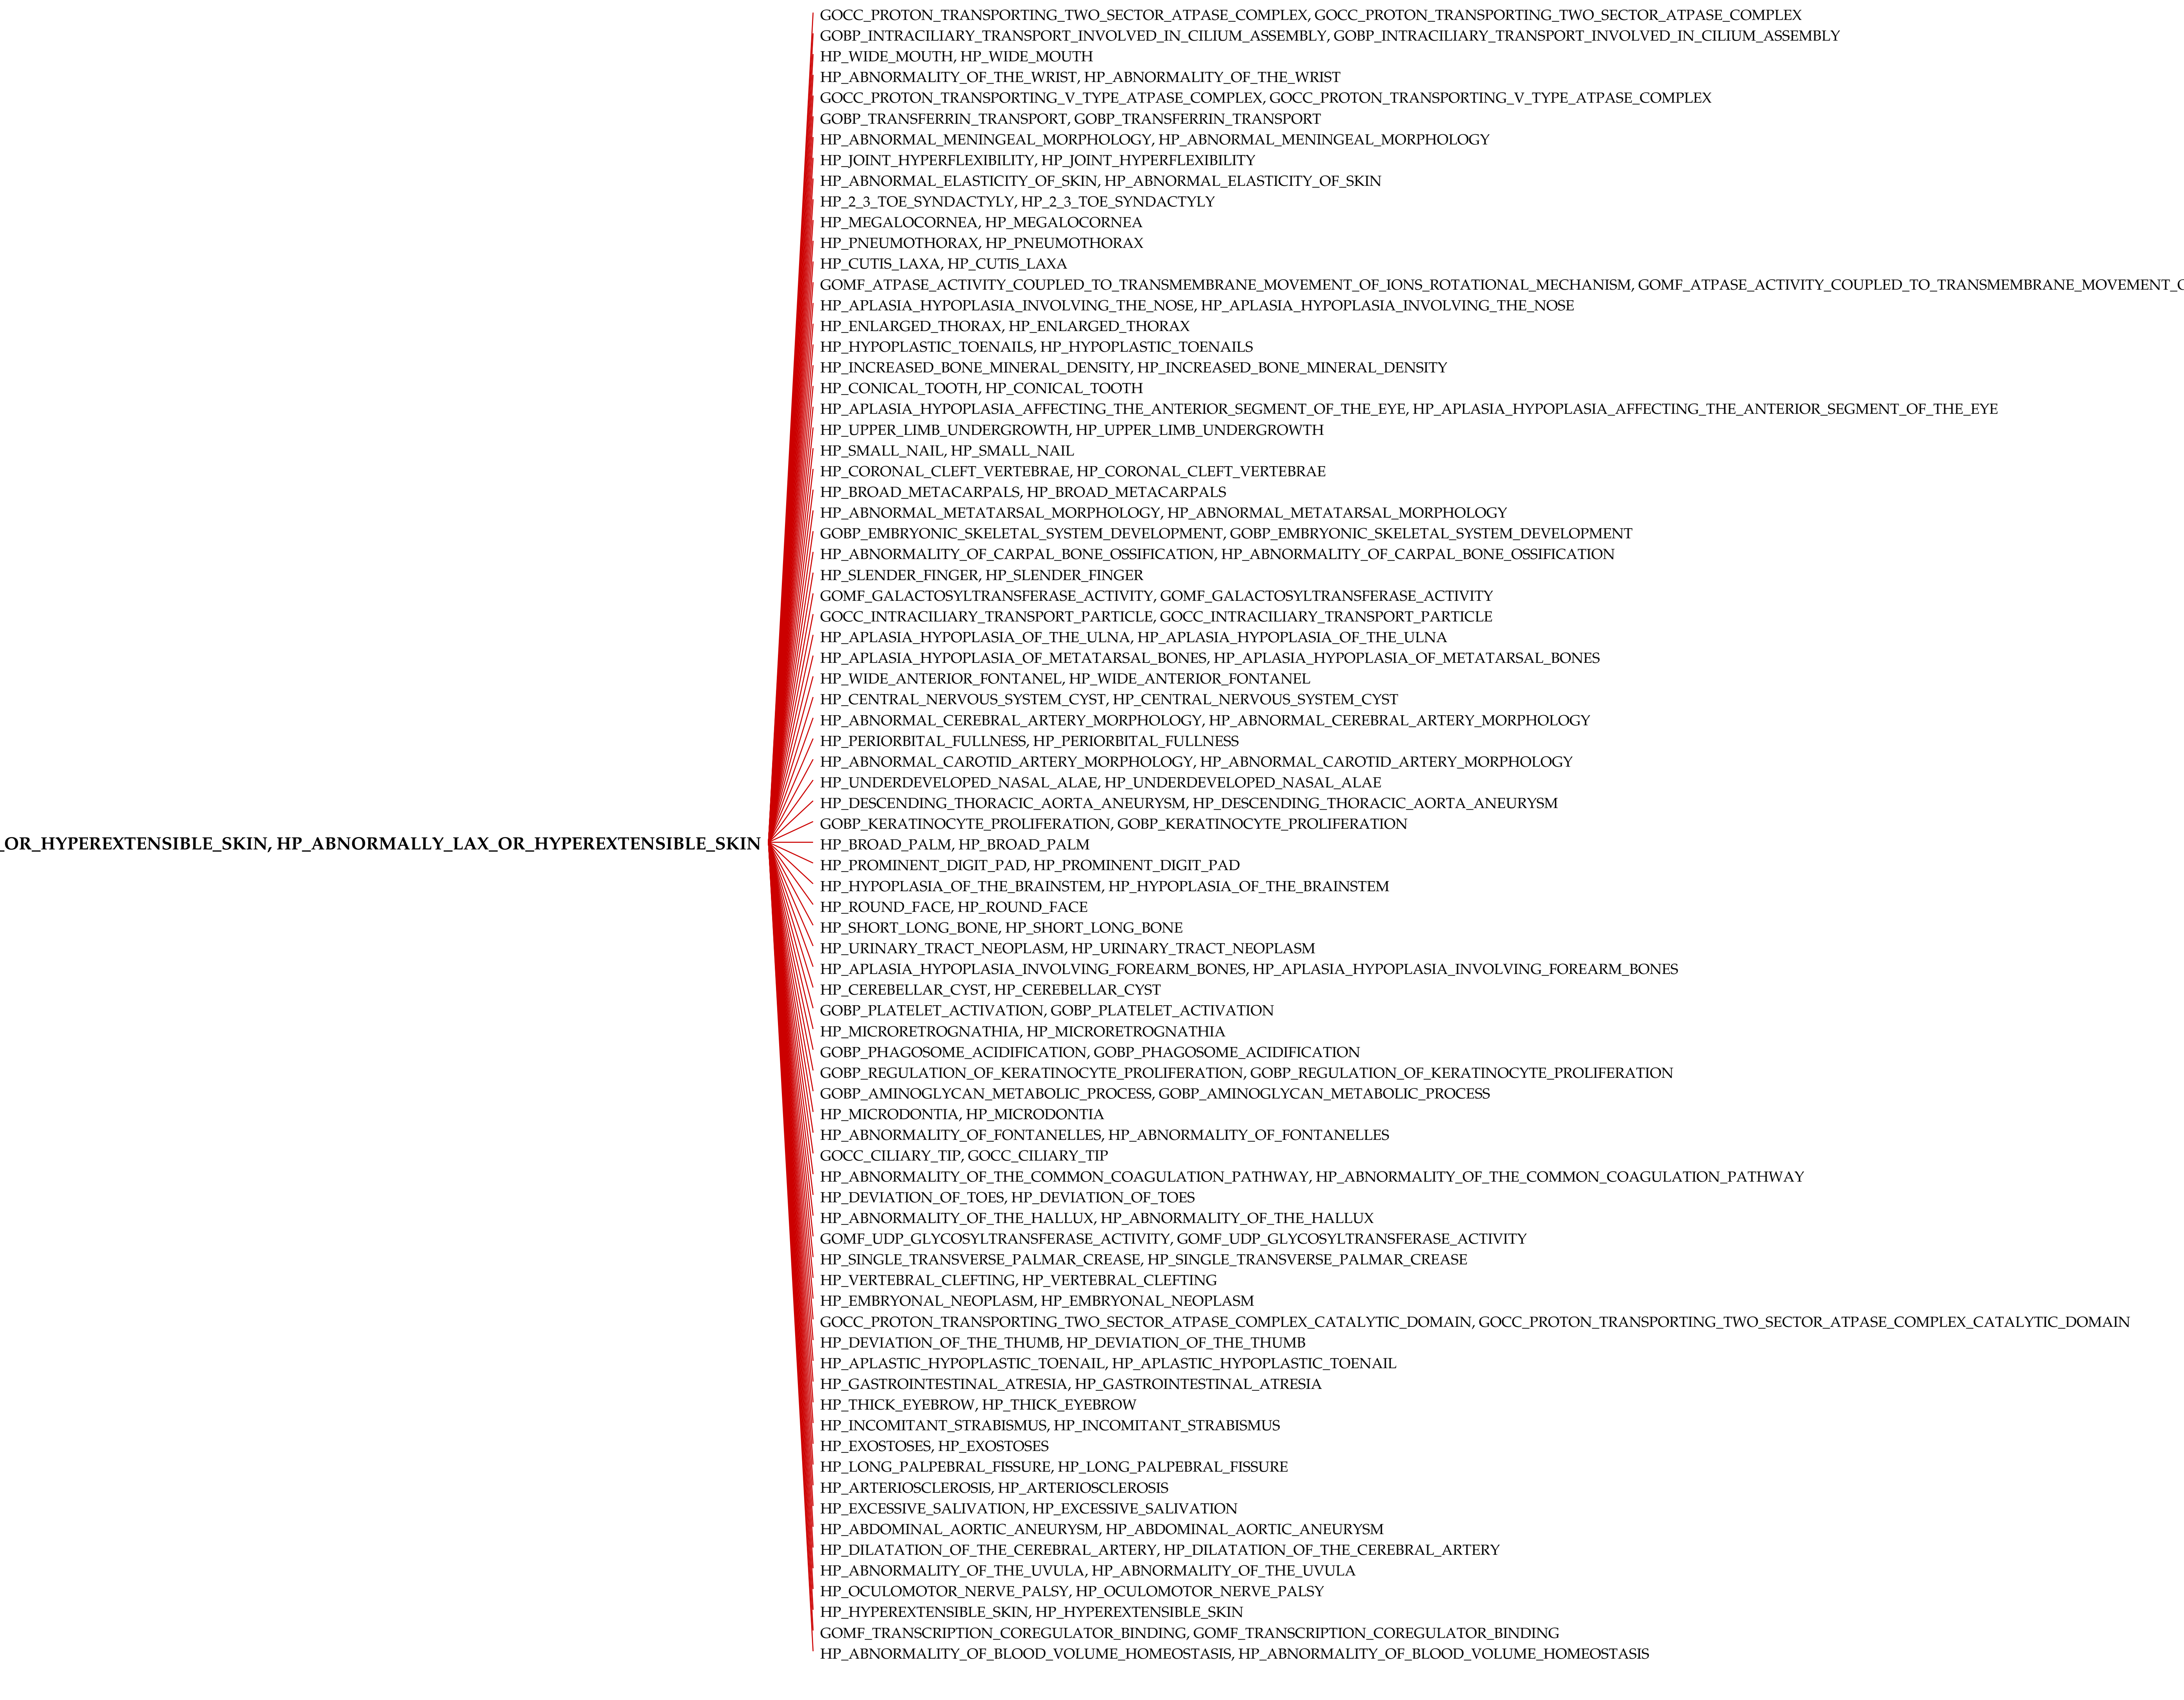 GOCC_PROTON_TRANSPORTING_TWO_SECTOR_ATPASE_COMPLEX, GOCC_PROTON_TRANSPORTING_TWO_SECTOR_ATPASE_COMPLEX
GOBP_INTRACILIARY_TRANSPORT_INVOLVED_IN_CILIUM_ASSEMBLY, GOBP_INTRACILIARY_TRANSPORT_INVOLVED_IN_CILIUM_ASSEMBLY
HP_WIDE_MOUTH, HP_WIDE_MOUTH
HP_ABNORMALITY_OF_THE_WRIST, HP_ABNORMALITY_OF_THE_WRIST
GOCC_PROTON_TRANSPORTING_V_TYPE_ATPASE_COMPLEX, GOCC_PROTON_TRANSPORTING_V_TYPE_ATPASE_COMPLEX
GOBP_TRANSFERRIN_TRANSPORT, GOBP_TRANSFERRIN_TRANSPORT
HP_ABNORMAL_MENINGEAL_MORPHOLOGY, HP_ABNORMAL_MENINGEAL_MORPHOLOGY
HP_JOINT_HYPERFLEXIBILITY, HP_JOINT_HYPERFLEXIBILITY
HP_ABNORMAL_ELASTICITY_OF_SKIN, HP_ABNORMAL_ELASTICITY_OF_SKIN
HP_2_3_TOE_SYNDACTYLY, HP_2_3_TOE_SYNDACTYLY
HP_MEGALOCORNEA, HP_MEGALOCORNEA
HP_PNEUMOTHORAX, HP_PNEUMOTHORAX
HP_CUTIS_LAXA, HP_CUTIS_LAXA
GOMF_ATPASE_ACTIVITY_COUPLED_TO_TRANSMEMBRANE_MOVEMENT_OF_IONS_ROTATIONAL_MECHANISM, GOMF_ATPASE_ACTIVITY_COUPLED_TO_TRANSMEMBRANE_MOVEMENT_
HP_APLASIA_HYPOPLASIA_INVOLVING_THE_NOSE, HP_APLASIA_HYPOPLASIA_INVOLVING_THE_NOSE
HP_ENLARGED_THORAX, HP_ENLARGED_THORAX
HP_HYPOPLASTIC_TOENAILS, HP_HYPOPLASTIC_TOENAILS
HP_INCREASED_BONE_MINERAL_DENSITY, HP_INCREASED_BONE_MINERAL_DENSITY
HP_CONICAL_TOOTH, HP_CONICAL_TOOTH
HP_APLASIA_HYPOPLASIA_AFFECTING_THE_ANTERIOR_SEGMENT_OF_THE_EYE, HP_APLASIA_HYPOPLASIA_AFFECTING_THE_ANTERIOR_SEGMENT_OF_THE_EYE
HP_UPPER_LIMB_UNDERGROWTH, HP_UPPER_LIMB_UNDERGROWTH
HP_SMALL_NAIL, HP_SMALL_NAIL
HP_CORONAL_CLEFT_VERTEBRAE, HP_CORONAL_CLEFT_VERTEBRAE
HP_BROAD_METACARPALS, HP_BROAD_METACARPALS
HP_ABNORMAL_METATARSAL_MORPHOLOGY, HP_ABNORMAL_METATARSAL_MORPHOLOGY
GOBP_EMBRYONIC_SKELETAL_SYSTEM_DEVELOPMENT, GOBP_EMBRYONIC_SKELETAL_SYSTEM_DEVELOPMENT
HP_ABNORMALITY_OF_CARPAL_BONE_OSSIFICATION, HP_ABNORMALITY_OF_CARPAL_BONE_OSSIFICATION
HP_SLENDER_FINGER, HP_SLENDER_FINGER
GOMF_GALACTOSYLTRANSFERASE_ACTIVITY, GOMF_GALACTOSYLTRANSFERASE_ACTIVITY
GOCC_INTRACILIARY_TRANSPORT_PARTICLE, GOCC_INTRACILIARY_TRANSPORT_PARTICLE
HP_APLASIA_HYPOPLASIA_OF_THE_ULNA, HP_APLASIA_HYPOPLASIA_OF_THE_ULNA
HP_APLASIA_HYPOPLASIA_OF_METATARSAL_BONES, HP_APLASIA_HYPOPLASIA_OF_METATARSAL_BONES
HP_WIDE_ANTERIOR_FONTANEL, HP_WIDE_ANTERIOR_FONTANEL
HP_CENTRAL_NERVOUS_SYSTEM_CYST, HP_CENTRAL_NERVOUS_SYSTEM_CYST
HP_ABNORMAL_CEREBRAL_ARTERY_MORPHOLOGY, HP_ABNORMAL_CEREBRAL_ARTERY_MORPHOLOGY
HP_PERIORBITAL_FULLNESS, HP_PERIORBITAL_FULLNESS
HP_ABNORMAL_CAROTID_ARTERY_MORPHOLOGY, HP_ABNORMAL_CAROTID_ARTERY_MORPHOLOGY
HP_UNDERDEVELOPED_NASAL_ALAE, HP_UNDERDEVELOPED_NASAL_ALAE
HP_DESCENDING_THORACIC_AORTA_ANEURYSM, HP_DESCENDING_THORACIC_AORTA_ANEURYSM
GOBP_KERATINOCYTE_PROLIFERATION, GOBP_KERATINOCYTE_PROLIFERATION
_OR_HYPEREXTENSIBLE_SKIN, HP_ABNORMALLY_LAX_OR_HYPEREXTENSIBLE_SKIN
HP_BROAD_PALM, HP_BROAD_PALM
HP_PROMINENT_DIGIT_PAD, HP_PROMINENT_DIGIT_PAD
HP_HYPOPLASIA_OF_THE_BRAINSTEM, HP_HYPOPLASIA_OF_THE_BRAINSTEM
HP_ROUND_FACE, HP_ROUND_FACE
HP_SHORT_LONG_BONE, HP_SHORT_LONG_BONE
HP_URINARY_TRACT_NEOPLASM, HP_URINARY_TRACT_NEOPLASM
HP_APLASIA_HYPOPLASIA_INVOLVING_FOREARM_BONES, HP_APLASIA_HYPOPLASIA_INVOLVING_FOREARM_BONES
HP_CEREBELLAR_CYST, HP_CEREBELLAR_CYST
GOBP_PLATELET_ACTIVATION, GOBP_PLATELET_ACTIVATION
HP_MICRORETROGNATHIA, HP_MICRORETROGNATHIA
GOBP_PHAGOSOME_ACIDIFICATION, GOBP_PHAGOSOME_ACIDIFICATION
GOBP_REGULATION_OF_KERATINOCYTE_PROLIFERATION, GOBP_REGULATION_OF_KERATINOCYTE_PROLIFERATION
GOBP_AMINOGLYCAN_METABOLIC_PROCESS, GOBP_AMINOGLYCAN_METABOLIC_PROCESS
HP_MICRODONTIA, HP_MICRODONTIA
HP_ABNORMALITY_OF_FONTANELLES, HP_ABNORMALITY_OF_FONTANELLES
GOCC_CILIARY_TIP, GOCC_CILIARY_TIP
HP_ABNORMALITY_OF_THE_COMMON_COAGULATION_PATHWAY, HP_ABNORMALITY_OF_THE_COMMON_COAGULATION_PATHWAY
HP_DEVIATION_OF_TOES, HP_DEVIATION_OF_TOES
HP_ABNORMALITY_OF_THE_HALLUX, HP_ABNORMALITY_OF_THE_HALLUX
GOMF_UDP_GLYCOSYLTRANSFERASE_ACTIVITY, GOMF_UDP_GLYCOSYLTRANSFERASE_ACTIVITY
HP_SINGLE_TRANSVERSE_PALMAR_CREASE, HP_SINGLE_TRANSVERSE_PALMAR_CREASE
HP_VERTEBRAL_CLEFTING, HP_VERTEBRAL_CLEFTING
HP_EMBRYONAL_NEOPLASM, HP_EMBRYONAL_NEOPLASM
GOCC_PROTON_TRANSPORTING_TWO_SECTOR_ATPASE_COMPLEX_CATALYTIC_DOMAIN, GOCC_PROTON_TRANSPORTING_TWO_SECTOR_ATPASE_COMPLEX_CATALYTIC_DOMAIN
HP_DEVIATION_OF_THE_THUMB, HP_DEVIATION_OF_THE_THUMB
HP_APLASTIC_HYPOPLASTIC_TOENAIL, HP_APLASTIC_HYPOPLASTIC_TOENAIL
HP_GASTROINTESTINAL_ATRESIA, HP_GASTROINTESTINAL_ATRESIA
HP_THICK_EYEBROW, HP_THICK_EYEBROW
HP_INCOMITANT_STRABISMUS, HP_INCOMITANT_STRABISMUS
HP_EXOSTOSES, HP_EXOSTOSES
HP_LONG_PALPEBRAL_FISSURE, HP_LONG_PALPEBRAL_FISSURE
HP_ARTERIOSCLEROSIS, HP_ARTERIOSCLEROSIS
HP_EXCESSIVE_SALIVATION, HP_EXCESSIVE_SALIVATION
HP_ABDOMINAL_AORTIC_ANEURYSM, HP_ABDOMINAL_AORTIC_ANEURYSM
HP_DILATATION_OF_THE_CEREBRAL_ARTERY, HP_DILATATION_OF_THE_CEREBRAL_ARTERY
HP_ABNORMALITY_OF_THE_UVULA, HP_ABNORMALITY_OF_THE_UVULA
HP_OCULOMOTOR_NERVE_PALSY, HP_OCULOMOTOR_NERVE_PALSY
HP_HYPEREXTENSIBLE_SKIN, HP_HYPEREXTENSIBLE_SKIN
GOMF_TRANSCRIPTION_COREGULATOR_BINDING, GOMF_TRANSCRIPTION_COREGULATOR_BINDING
HP_ABNORMALITY_OF_BLOOD_VOLUME_HOMEOSTASIS, HP_ABNORMALITY_OF_BLOOD_VOLUME_HOMEOSTASIS